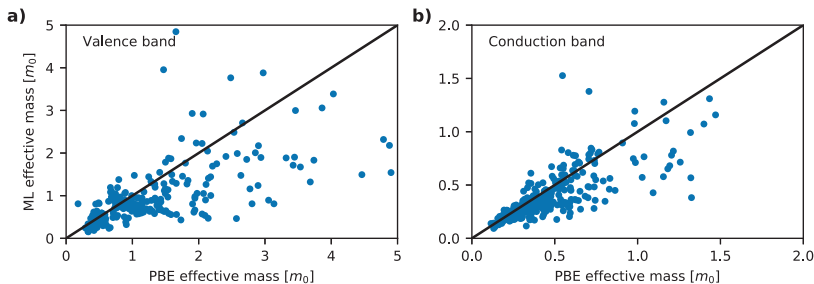 a)
Valence band
ML effective mass [m₀]
5
4
3
2
1
0
0 1 2 3 4 5
PBE effective mass [m₀]
b)
Conduction band
2.0
1.5
1.0
0.5
0.0
0.0 0.5 1.0 1.5 2.0
PBE effective mass [m₀]